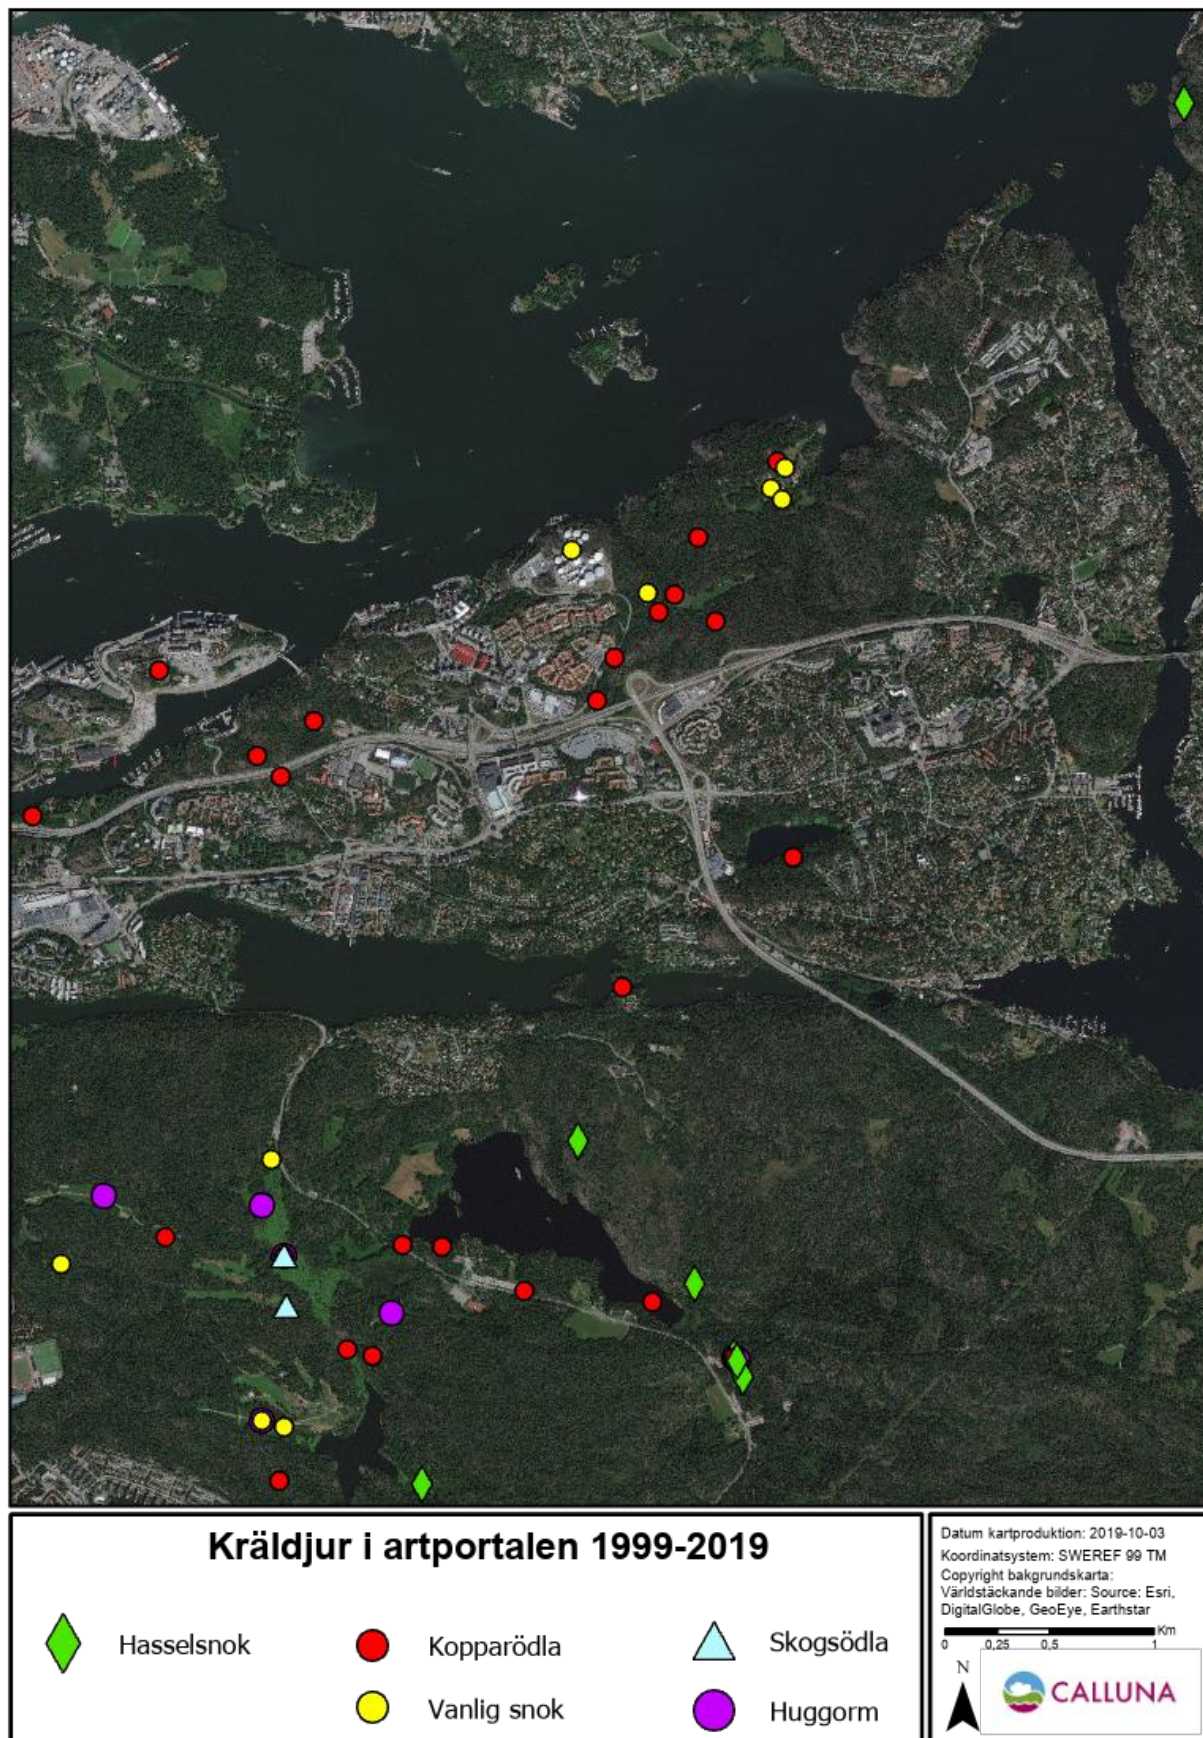 Kräldjur i artportalen 1999-2019
Hasselsnok
Kopparödla
Skogsödla
Vanlig snok
Huggorm
Datum kartproduktion: 2019-10-03
Koordinatsystem: SWEREF 99 TM
Copyright bakgrundskarta:
Världstäckande bilder: Source: Esri,
DigitalGlobe, GeoEye, Earthstar
Km
0 0,25 0,5 1
N
CALLUNA